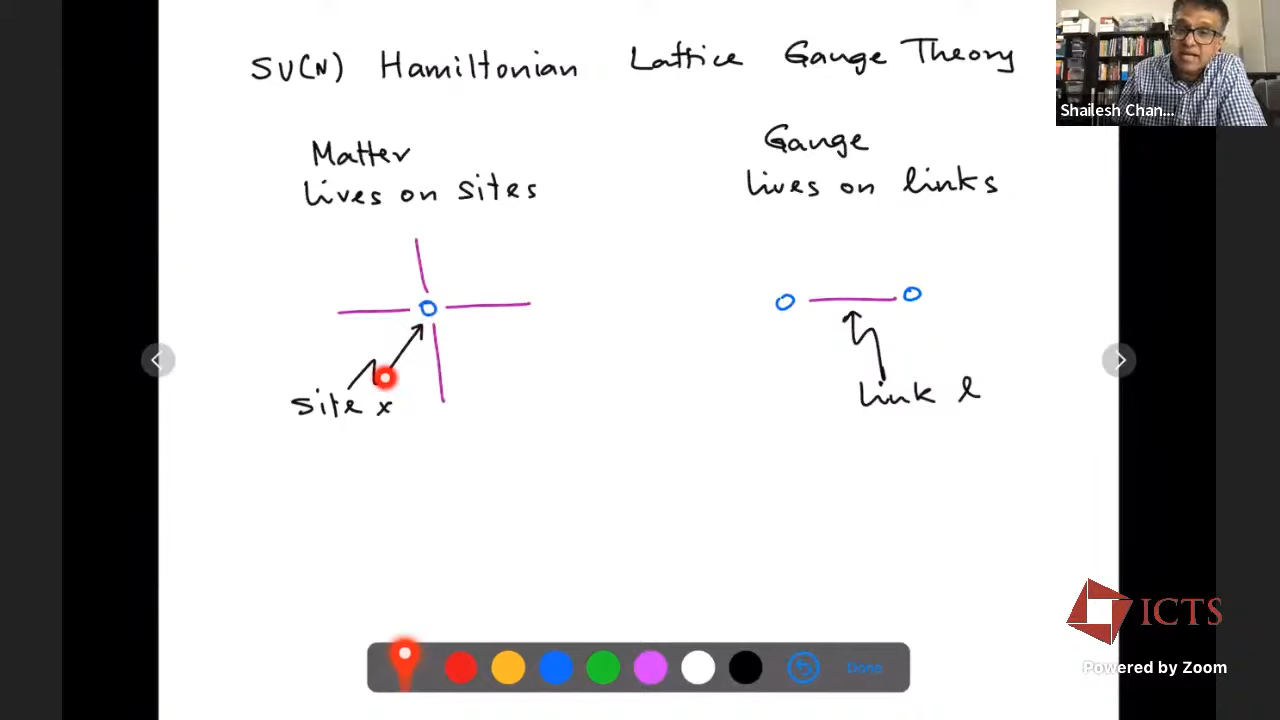 SU(N) Hamiltonian Lattice Gauge Theory
Shailesh Chan...
Matter
lives on sites
Gauge
lives on links
site x
link l
Done
ICTS
Powered by Zoom